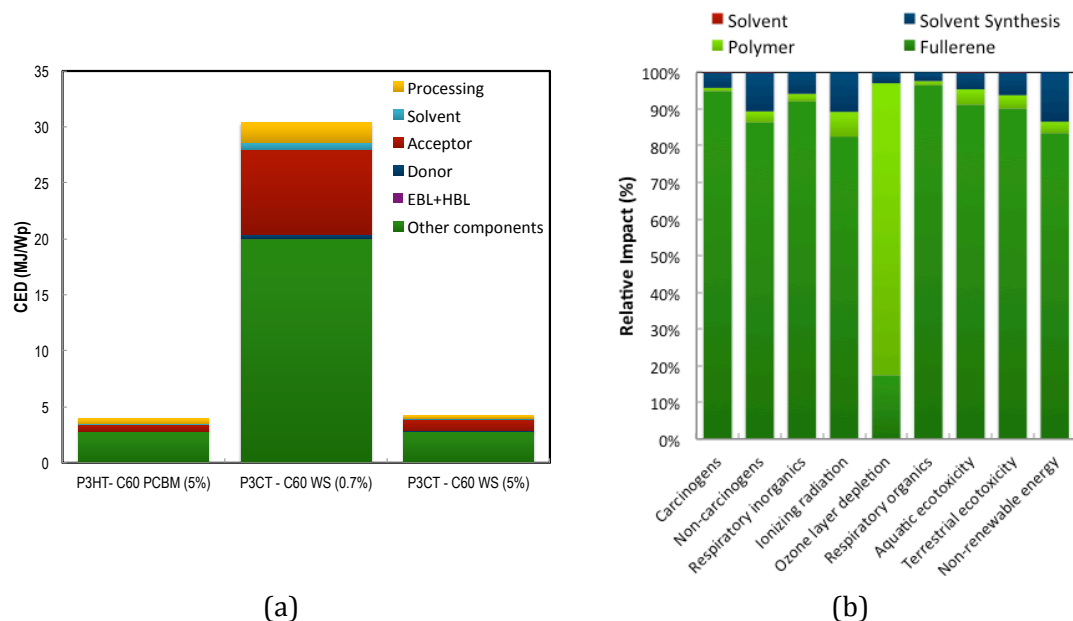 35
30
25
20
15
10
5
0
CED (MJ/Wp)
Processing
Solvent
Acceptor
Donor
EBL+HBL
Other components
P3HT- C60 PCBM (5%)
P3CT - C60 WS (0.7%)
P3CT - C60 WS (5%)
(a)
Solvent
Solvent Synthesis
Polymer
Fullerene
100%
90%
80%
70%
60%
50%
40%
30%
20%
10%
0%
Relative Impact (%)
Carcinogens
Non-carcinogens
Respiratory inorganics
Ionizing radiation
Ozone layer depletion
Respiratory organics
Aquatic ecotoxicity
Terrestrial ecotoxicity
Non-renewable energy
(b)